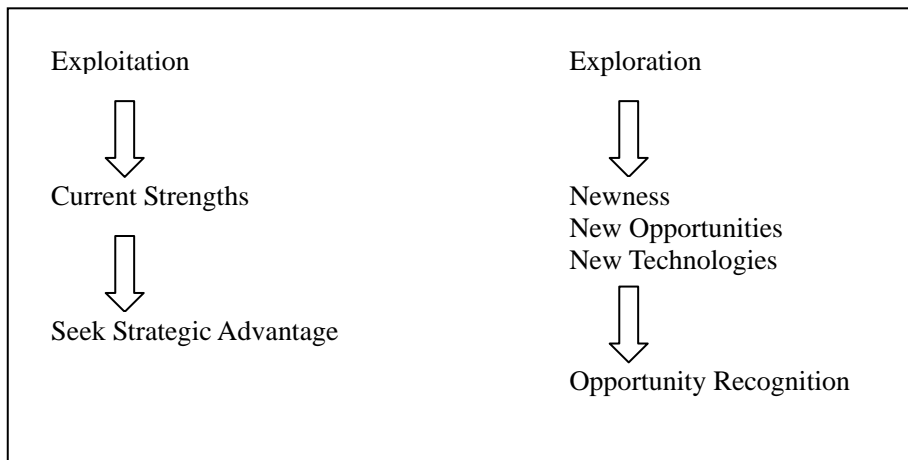 Exploitation
Current Strengths
Seek Strategic Advantage
Exploration
Newness
New Opportunities
New Technologies
Opportunity Recognition